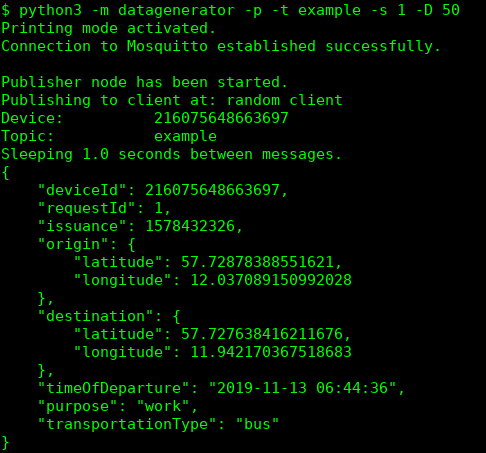 $ python3 -m datagenerator -p -t example -s 1 -D 50
Printing mode activated.
Connection to Mosquitto established successfully.

Publisher node has been started.
Publishing to client at: random client
Device:          216075648663697
Topic:           example
Sleeping 1.0 seconds between messages.
{
    "deviceId": 216075648663697,
    "requestId": 1,
    "issuance": 1578432326,
    "origin": {
        "latitude": 57.72878388551621,
        "longitude": 12.037089150992028
    },
    "destination": {
        "latitude": 57.727638416211676,
        "longitude": 11.942170367518683
    },
    "timeOfDeparture": "2019-11-13 06:44:36",
    "purpose": "work",
    "transportationType": "bus"
}